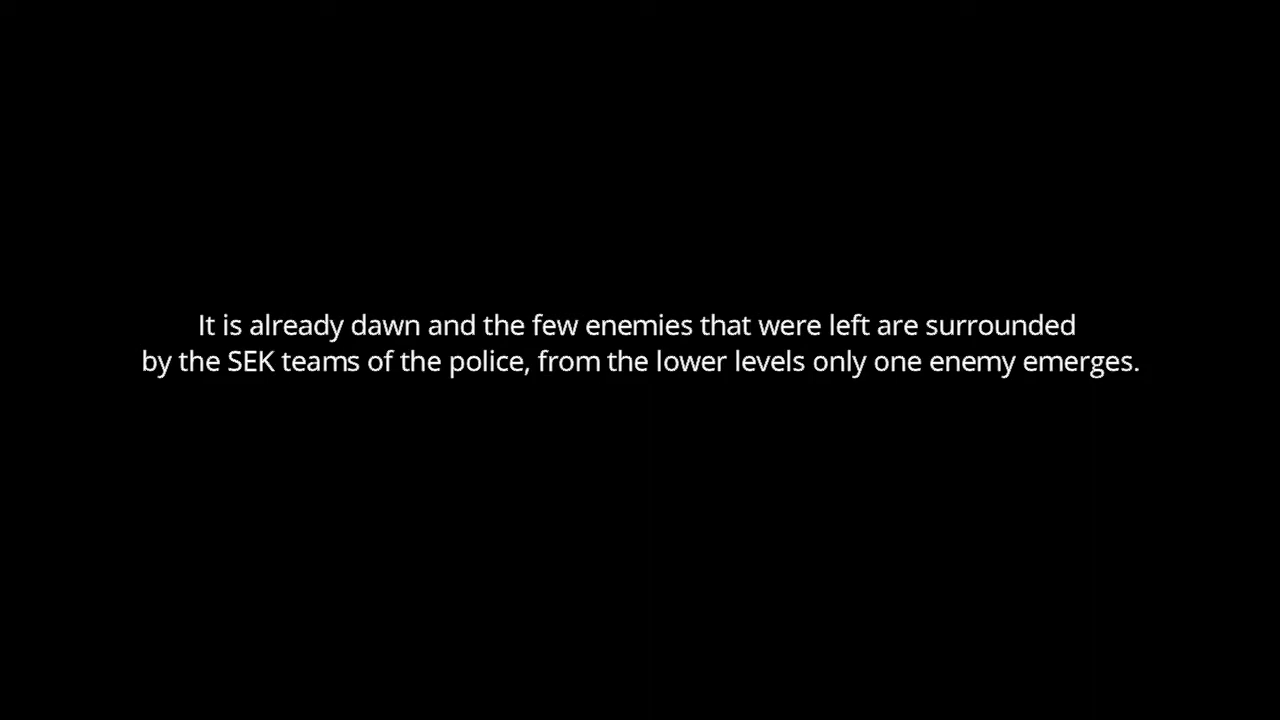 It is already dawn and the few enemies that were left are surrounded
by the SEK teams of the police, from the lower levels only one enemy emerges.